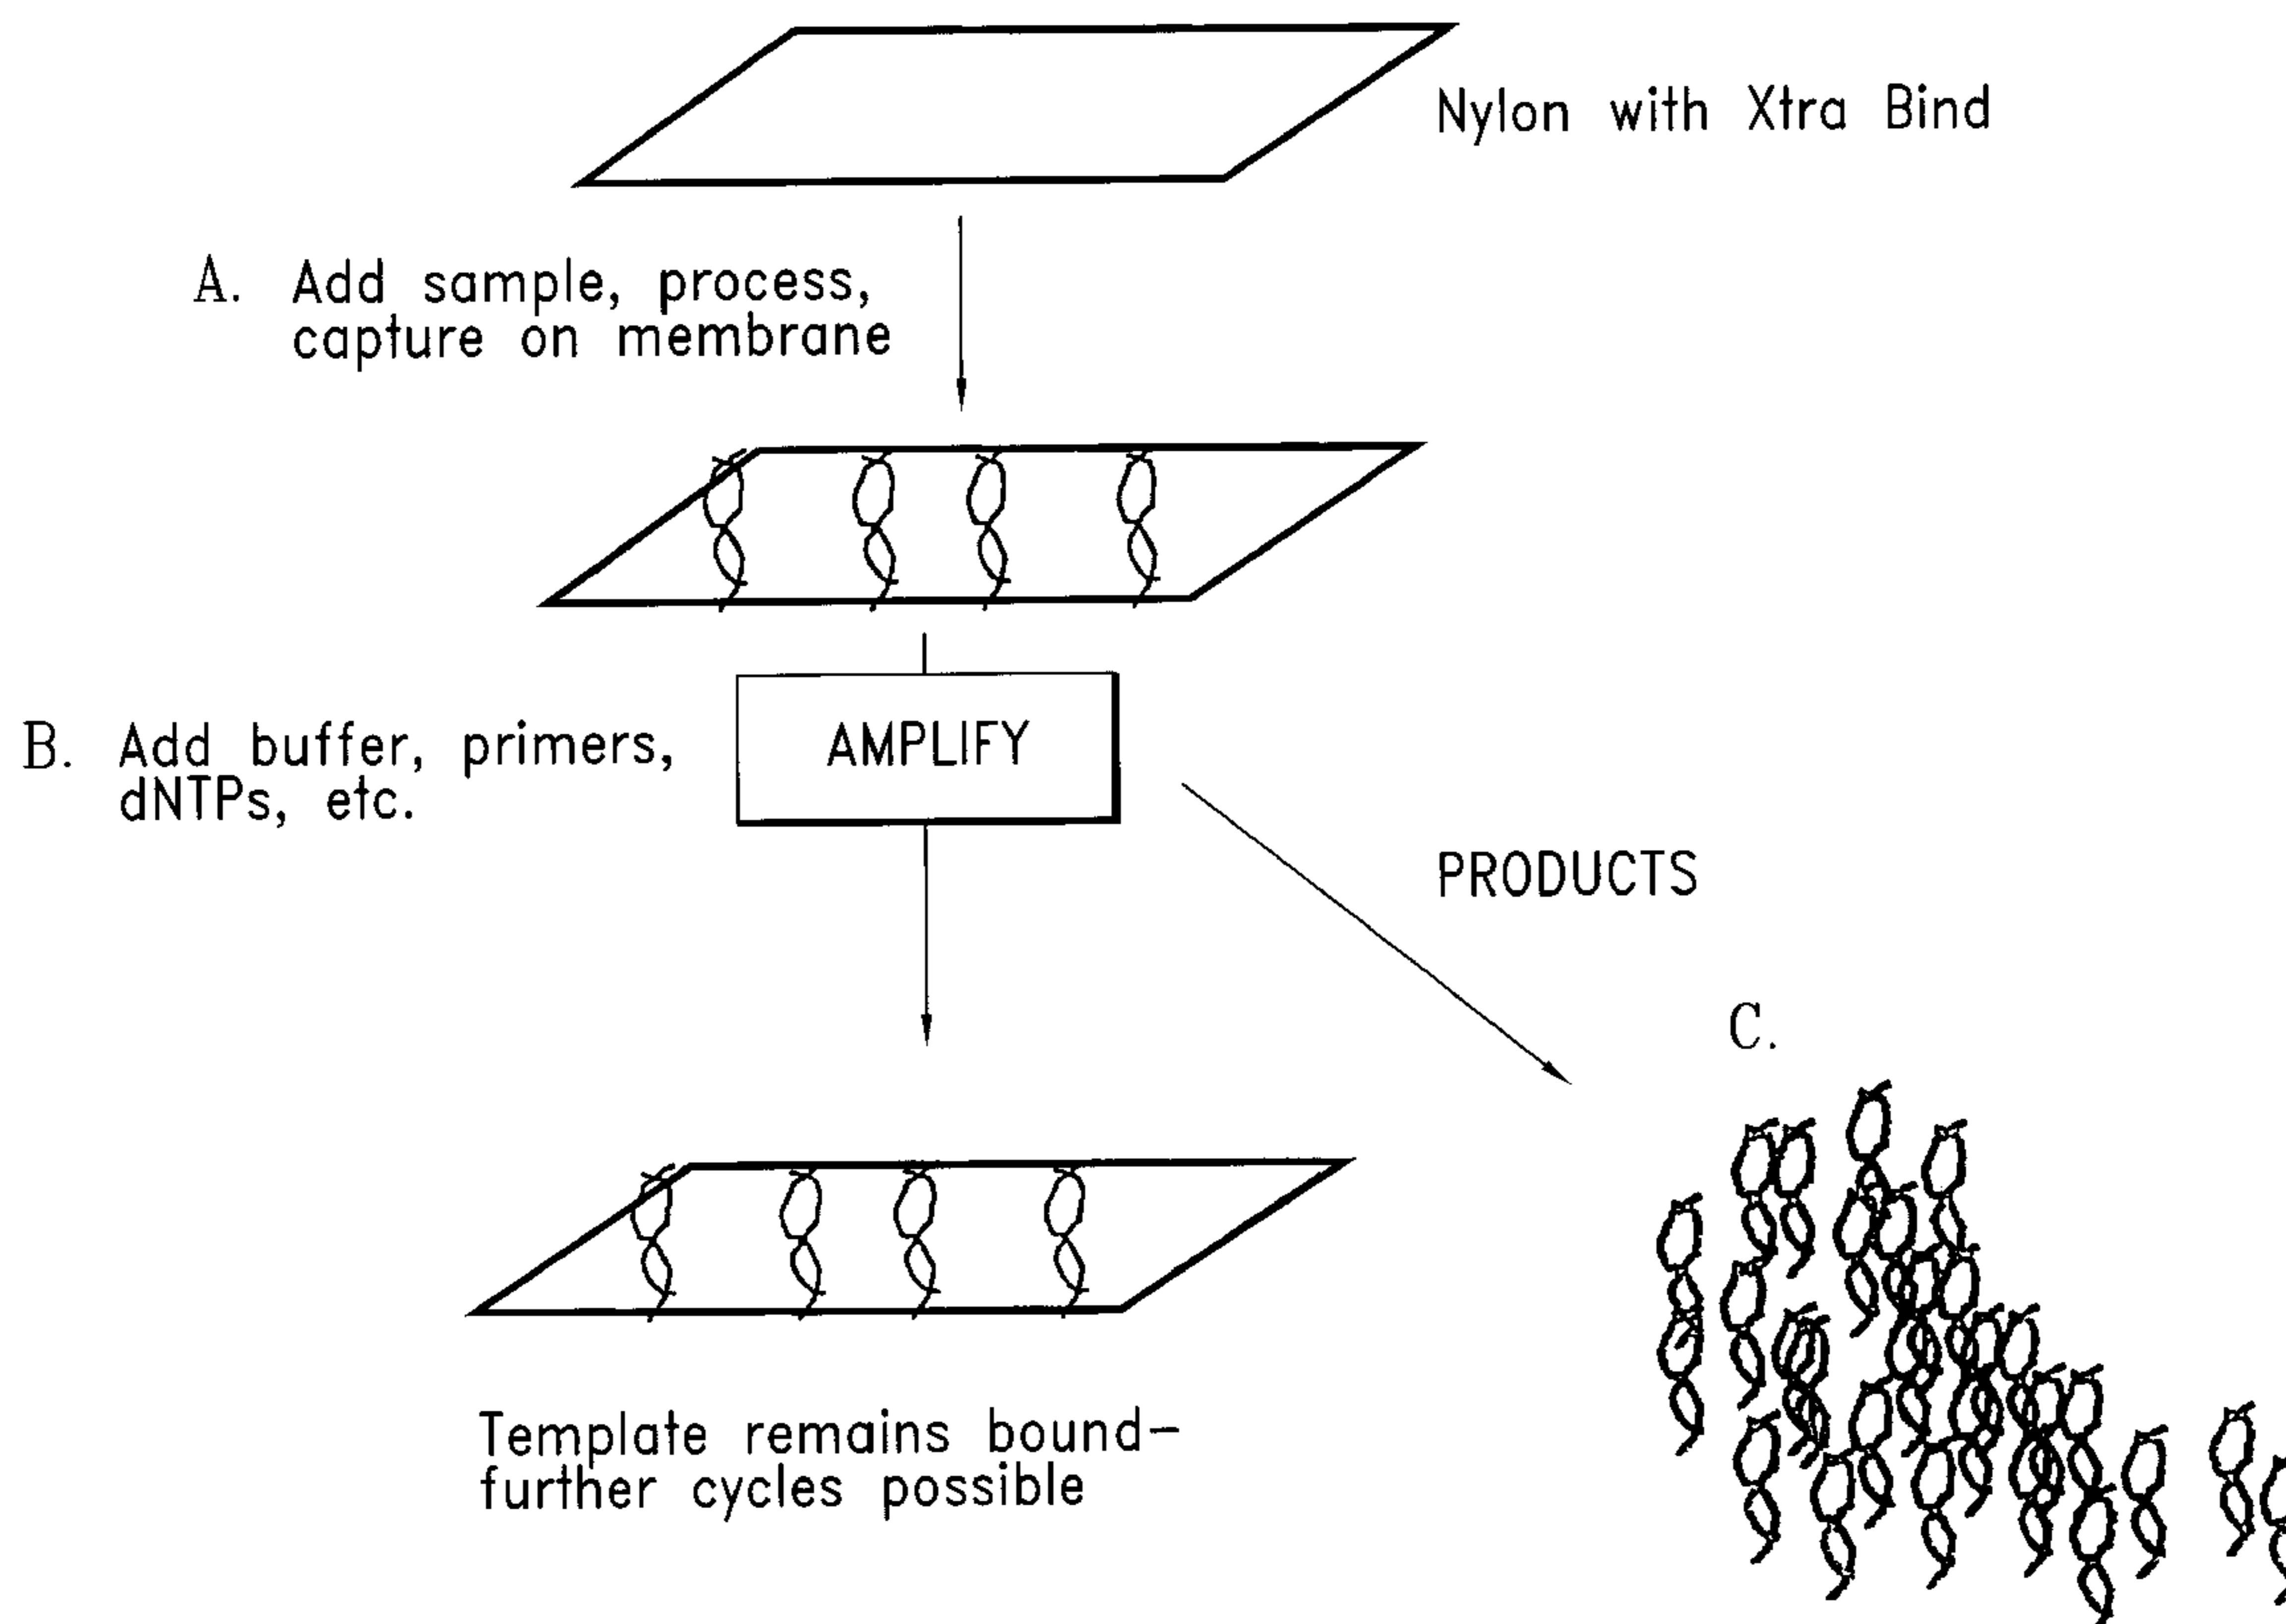 Nylon with Xtra Bind
A. Add sample, process,
capture on membrane
B. Add buffer, primers,
dNTPs, etc.
AMPLIFY
PRODUCTS
C.
Template remains bound-
further cycles possible